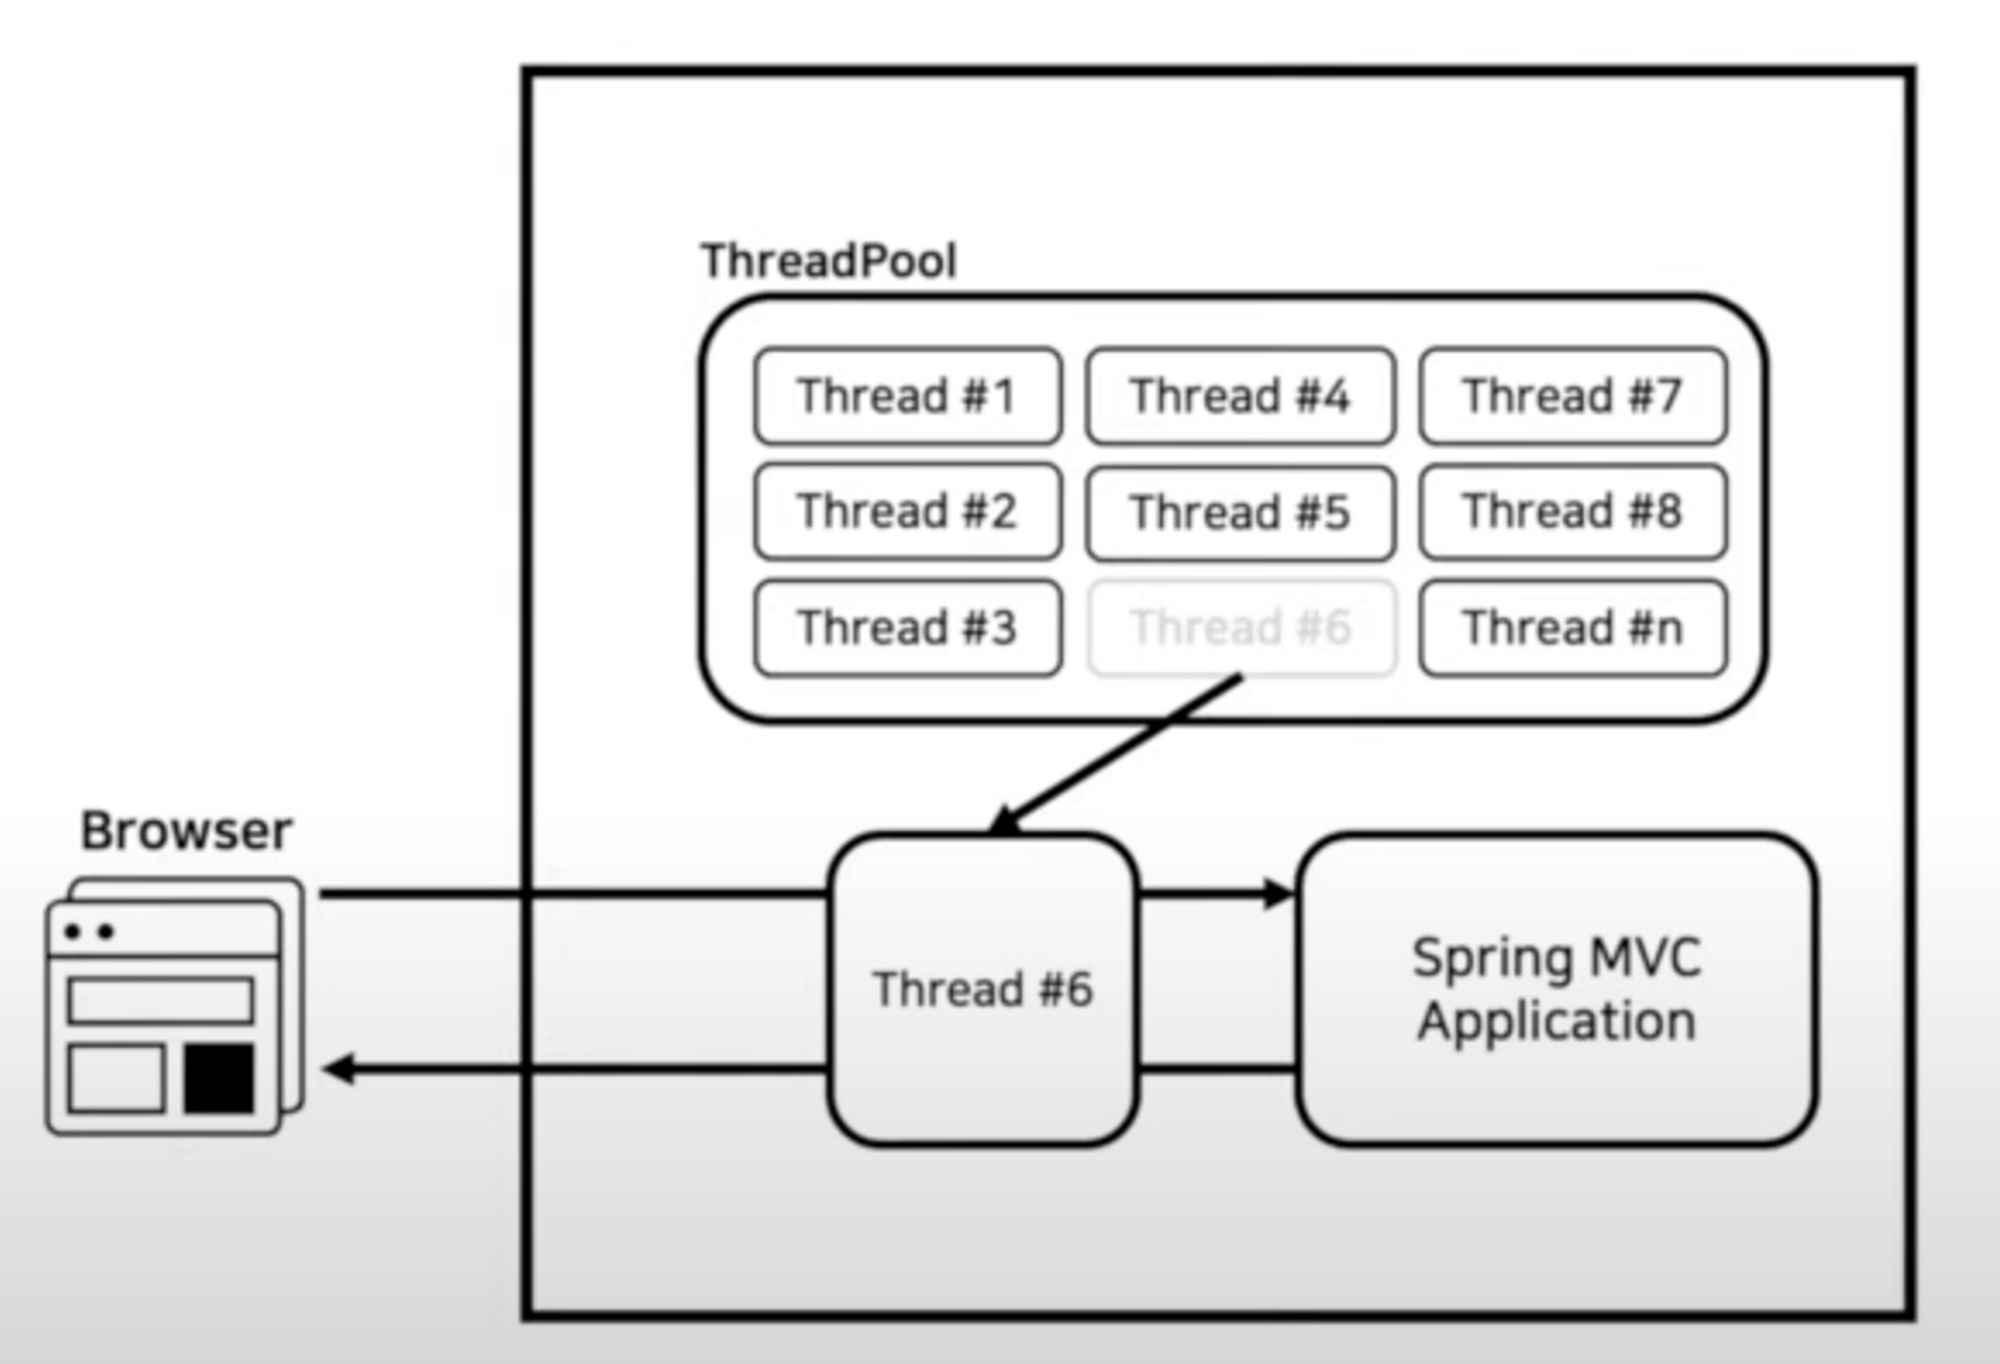 ThreadPool
Thread #1
Thread #4
Thread #7
Thread #2
Thread #5
Thread #8
Thread #3
Thread #6
Thread #n
Browser
Thread #6
Spring MVC
Application